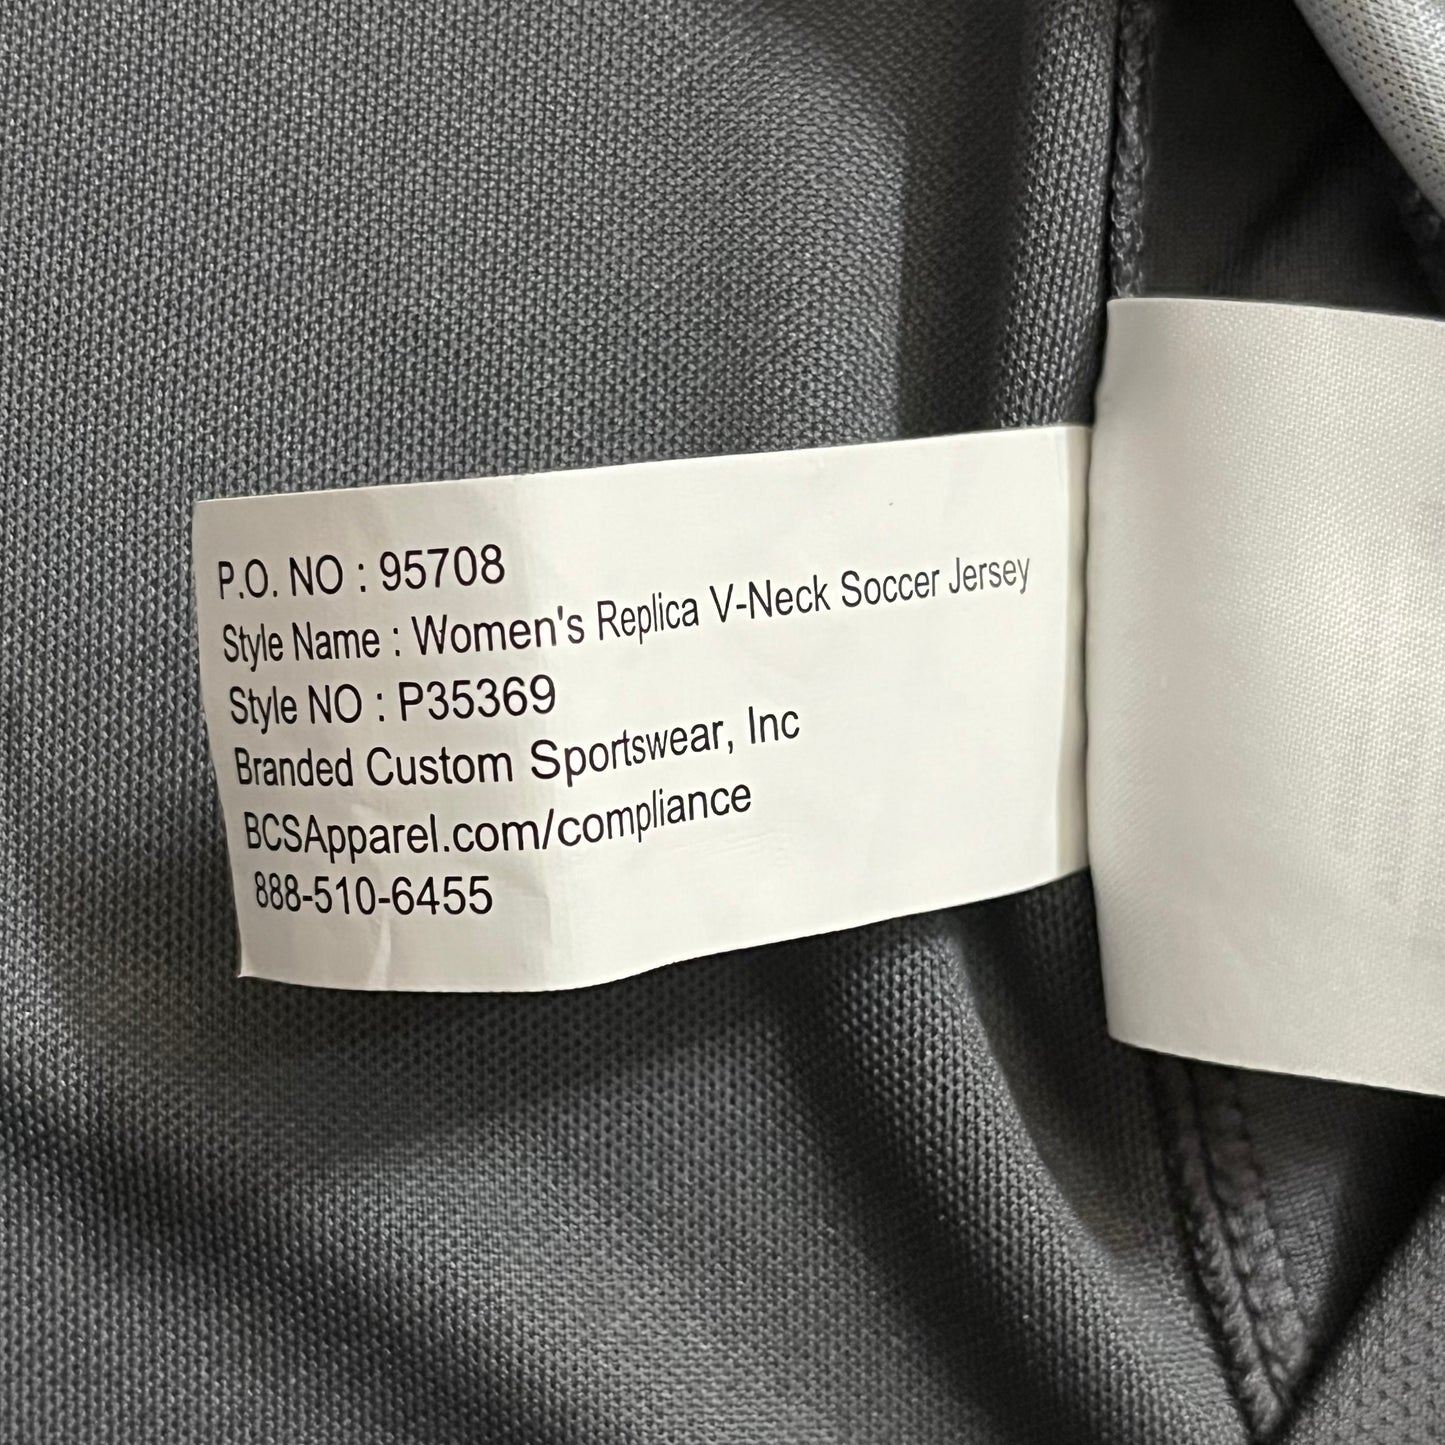 P.O. NO : 95708
Style Name : Women's Replica V-Neck Soccer Jersey
Style NO : P35369
Branded Custom Sportswear, Inc
BCSApparel.com/compliance
888-510-6455